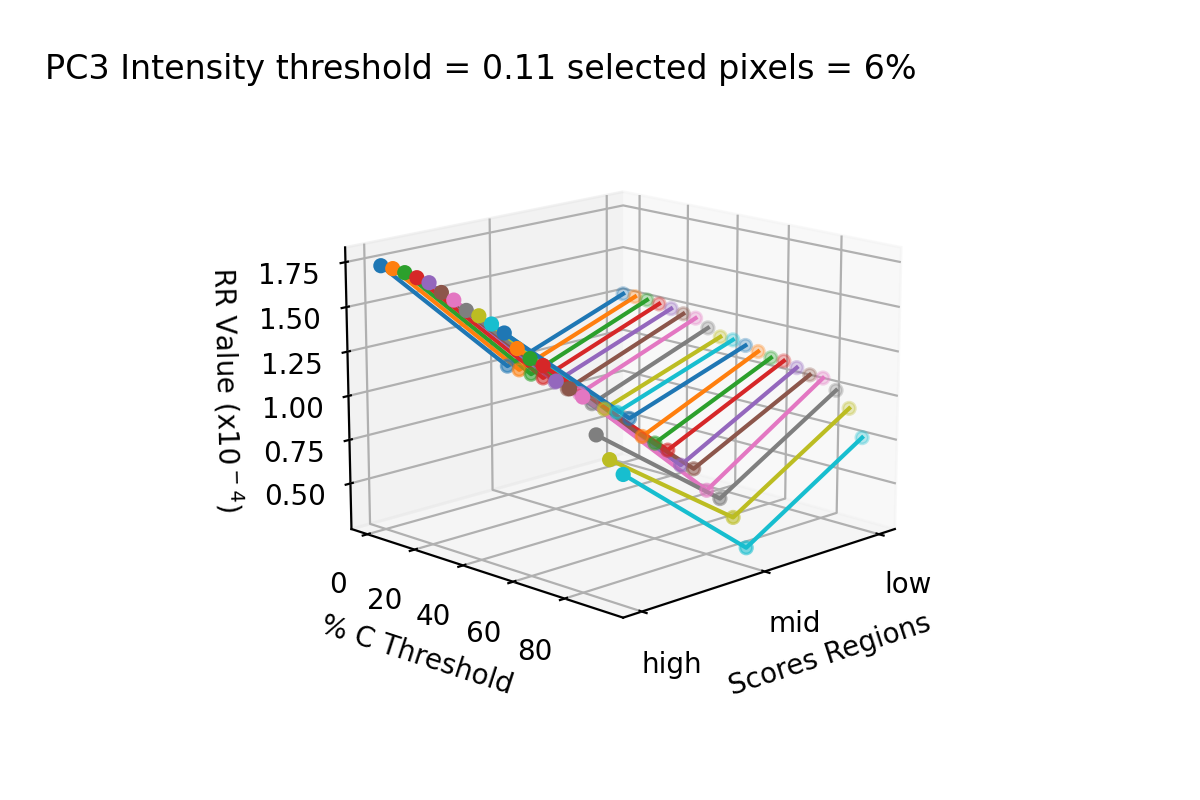 PC3 Intensity threshold = 0.11 selected pixels = 6%
RR Value (x10⁻⁴)
1.75
1.50
1.25
1.00
0.75
0.50
0
20
40
60
80
% C Threshold
high
mid
low
Scores Regions